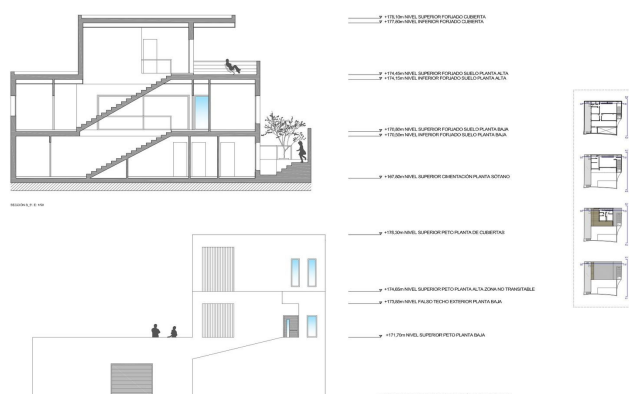 +178,10m NIVEL SUPERIOR FORJADO CUBIERTA
+177,80m NIVEL INFERIOR FORJADO CUBIERTA
+174,45m NIVEL SUPERIOR FORJADO SUELO PLANTA ALTA
+174,15m NIVEL INFERIOR FORJADO SUELO PLANTA ALTA
+170,80m NIVEL SUPERIOR FORJADO SUELO PLANTA BAJA
+170,50m NIVEL INFERIOR FORJADO SUELO PLANTA BAJA
+167,80m NIVEL SUPERIOR CIMENTACIÓN PLANTA SÓTANO
+178,30m NIVEL SUPERIOR PETO PLANTA DE CUBIERTAS
+174,85m NIVEL SUPERIOR PETO PLANTA ALTA ZONA NO TRANSITABLE
+173,65m NIVEL FALSO TECHO EXTERIOR PLANTA BAJA
+171,70m NIVEL SUPERIOR PETO PLANTA BAJA